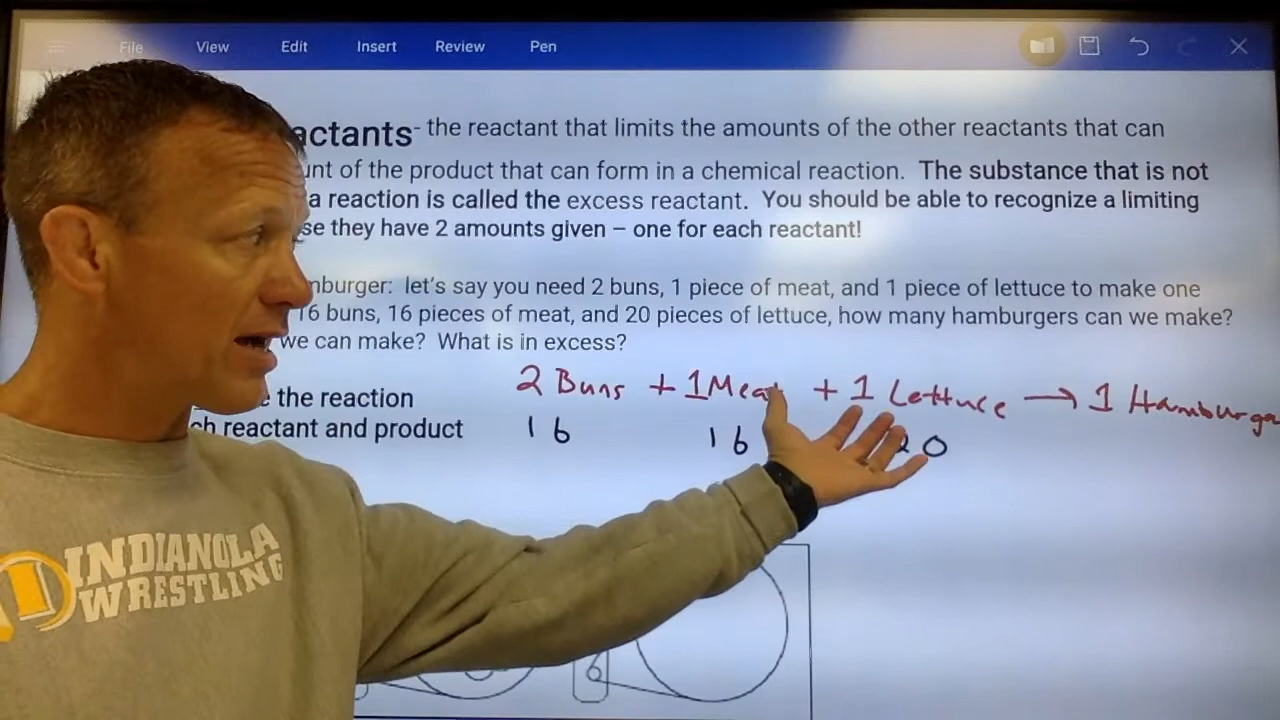 File View Edit Insert Review Pen
actants- the reactant that limits the amounts of the other reactants that can
unt of the product that can form in a chemical reaction. The substance that is not
a reaction is called the excess reactant. You should be able to recognize a limiting
se they have 2 amounts given – one for each reactant!
mburger: let's say you need 2 buns, 1 piece of meat, and 1 piece of lettuce to make one
16 buns, 16 pieces of meat, and 20 pieces of lettuce, how many hamburgers can we make?
we can make? What is in excess?
2 Buns + 1 Meat + 1 Lettuce → 1 Hamburge
the reaction
ch reactant and product
16 16 20
INDIANOLA
WRESTLING